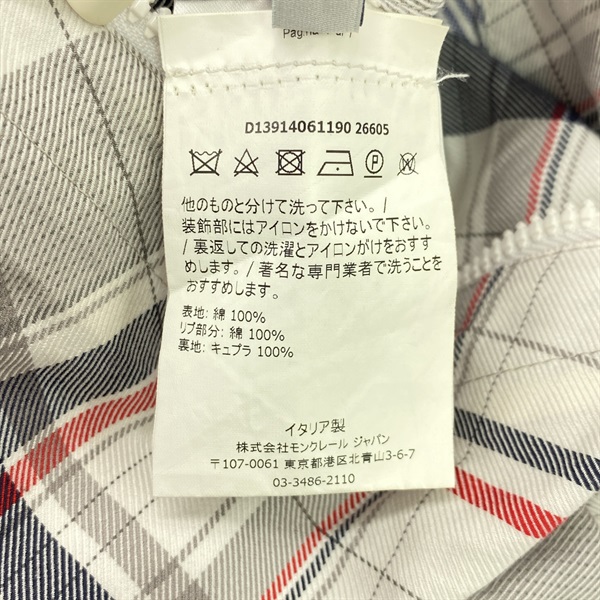 D13914061190 26605
P
他のものと分けて洗って下さい。/
装飾部にはアイロンをかけないで下さい。
/ 裏返しての洗濯とアイロンがけをおすす
めします。/ 著名な専門業者で洗うことを
おすすめします。
表地: 綿 100%
リブ部分: 綿 100%
裏地: キュプラ 100%
イタリア製
株式会社モンクレール ジャパン
〒107-0061 東京都港区北青山3-6-7
03-3486-2110